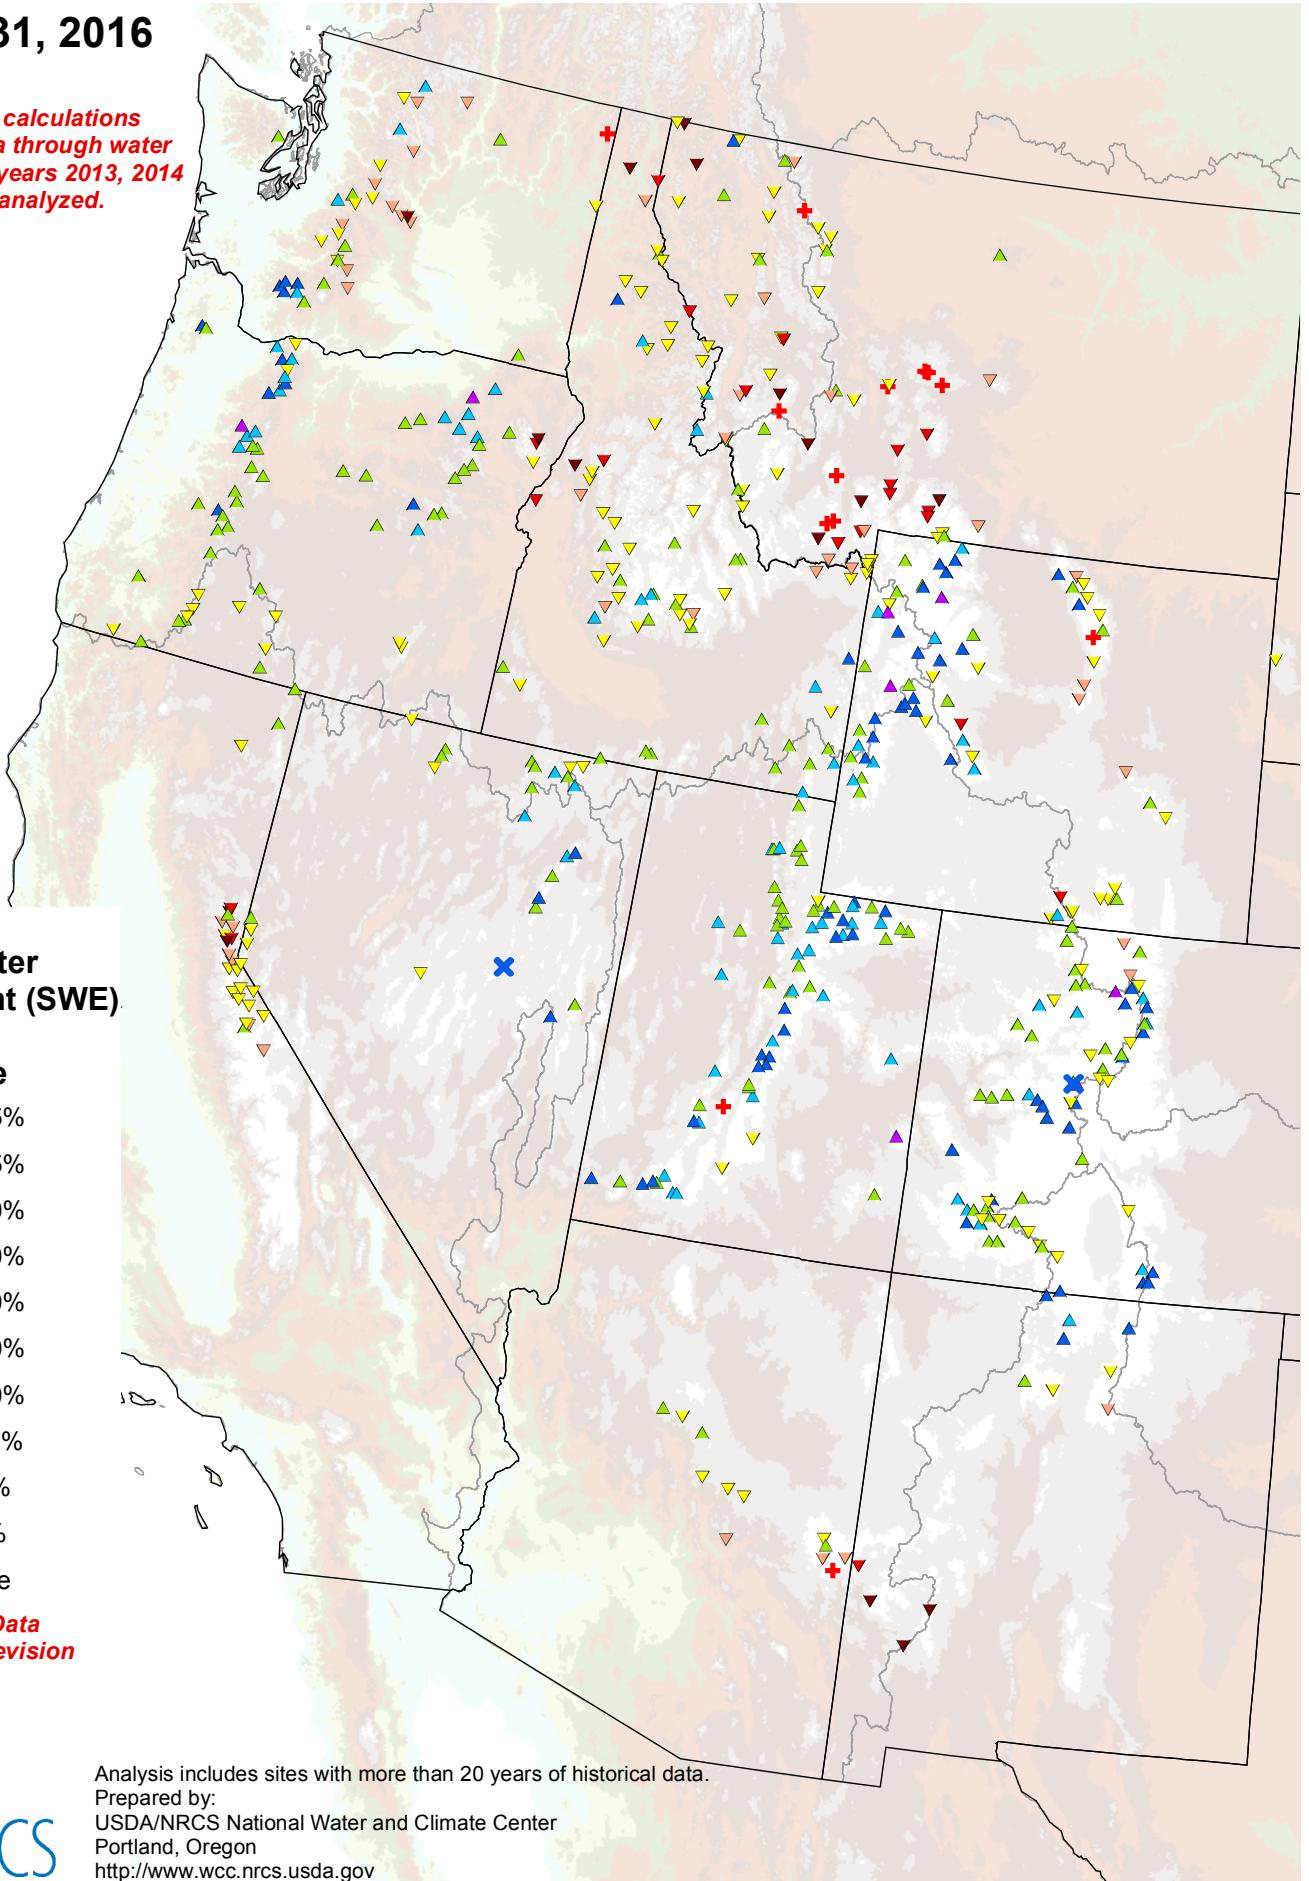 31, 2016
calculations
a through water
years 2013, 2014
analyzed.
ter
nt (SWE)
e
5%
%
%
%
%
%
%
%
%
%
e
Data
evision
Analysis includes sites with more than 20 years of historical data.
Prepared by:
USDA/NRCS National Water and Climate Center
Portland, Oregon
http://www.wcc.nrcs.usda.gov
CS